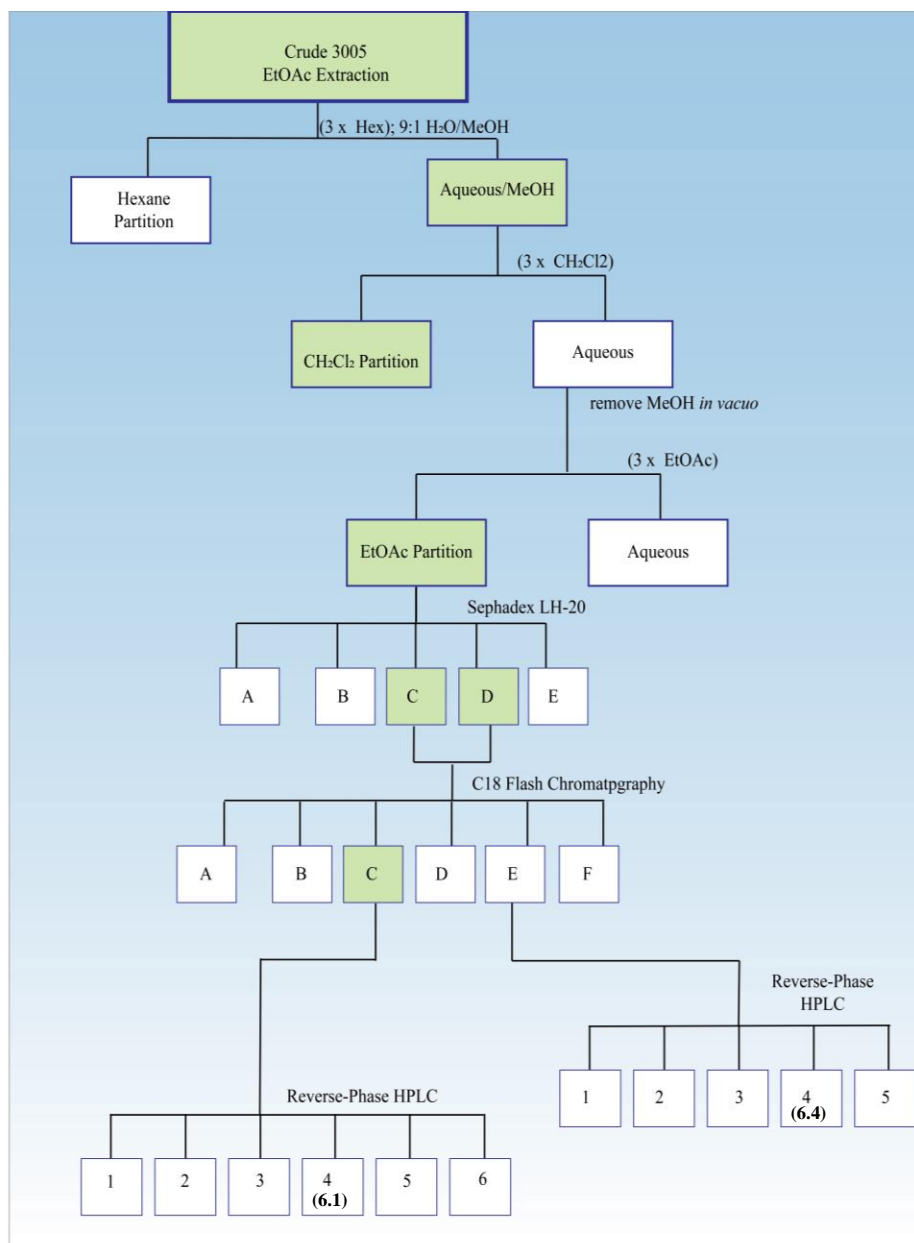 Crude 3005
EtOAc Extraction
(3 x Hex); 9:1 H₂O/MeOH
Hexane
Partition
Aqueous/MeOH
(3 x CH₂Cl2)
CH₂Cl₂ Partition
Aqueous
remove MeOH in vacuo
(3 x EtOAc)
EtOAc Partition
Aqueous
Sephadex LH-20
A
B
C
D
E
C18 Flash Chromatpgraphy
A
B
C
D
E
F
Reverse-Phase
HPLC
1
2
3
4
(6.4)
5
Reverse-Phase HPLC
1
2
3
4
(6.1)
5
6